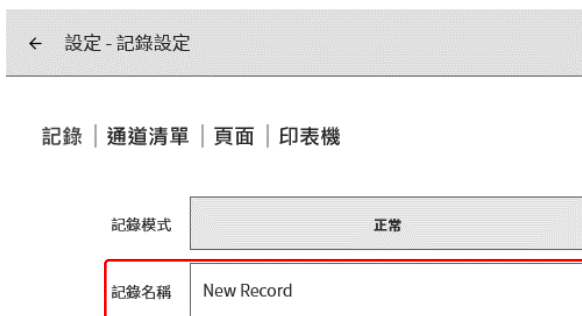 ← 設定 - 記錄設定
記錄 | 通道清單 | 頁面 | 印表機
記錄模式 正常
記錄名稱 New Record